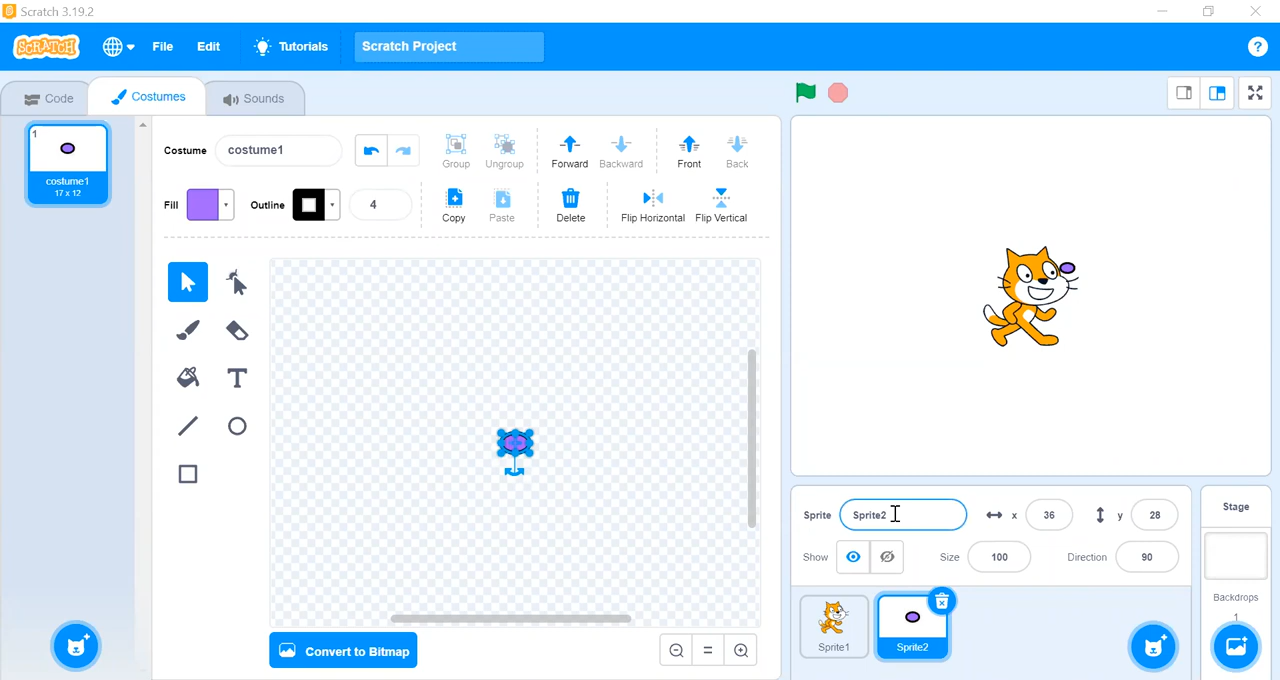 Scratch 3.19.2
SCRATCH File Edit Tutorials Scratch Project ?
Code Costumes Sounds
1
costume1
17 x 12
Costume costume1 Group Ungroup Forward Backward Front Back
Fill Outline 4 Copy Paste Delete Flip Horizontal Flip Vertical
T
Convert to Bitmap
Sprite Sprite2 x 36 y 28
Show Size 100 Direction 90
Sprite1 Sprite2
Stage
Backdrops
1